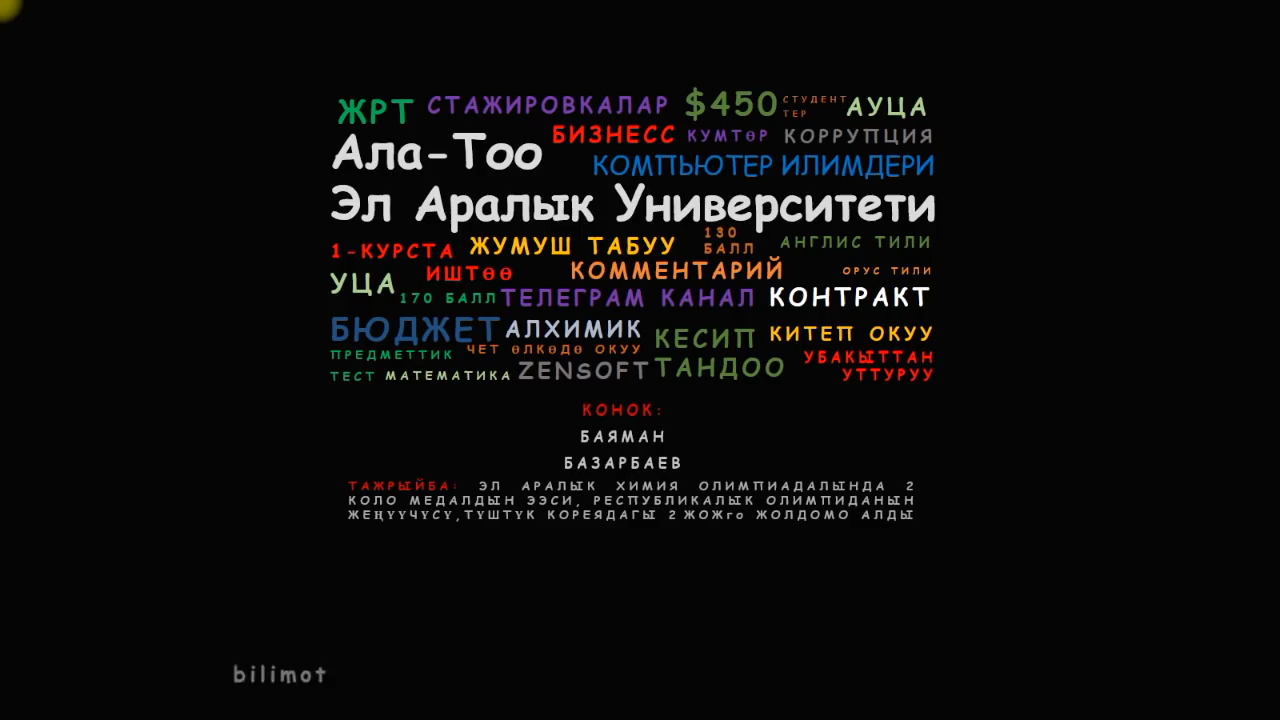 ЖРТ СТАЖИРОВКАЛАР $450 СТУДЕНТ
ТЕР АУЦА
БИЗНЕСС КУМТӨР КОРРУПЦИЯ
Ала-Тоо
КОМПЬЮТЕР ИЛИМДЕРИ
Эл Аралык Университети
1-КУРСТА ЖУМУШ ТАБУУ 130
БАЛЛ АНГЛИС ТИЛИ
УЦА ИШТӨӨ КОММЕНТАРИЙ ОРУС ТИЛИ
170 БАЛЛ ТЕЛЕГРАМ КАНАЛ КОНТРАКТ
БЮДЖЕТ АЛХИМИК КЕСИП КИТЕП ОКУУ
ПРЕДМЕТТИК ЧЕТ ӨЛКӨДӨ ОКУУ УБАКЫТТАН
ТЕСТ МАТЕМАТИКА ZENSOFT ТАНДОО УТТУРУУ
КОНОК:
БАЯМАН
БАЗАРБАЕВ
ТАЖРЫЙБА: ЭЛ АРАЛЫК ХИМИЯ ОЛИМПИАДАЛЫНДА 2
КОЛО МЕДАЛДЫН ЭЭСИ, РЕСПУБЛИКАЛЫК ОЛИМПИДАНЫН
ЖЕҢҮҮЧҮСҮ,ТҮШТҮК КОРЕЯДАГЫ 2 ЖОЖго ЖОЛДОМО АЛДЫ
bilimot